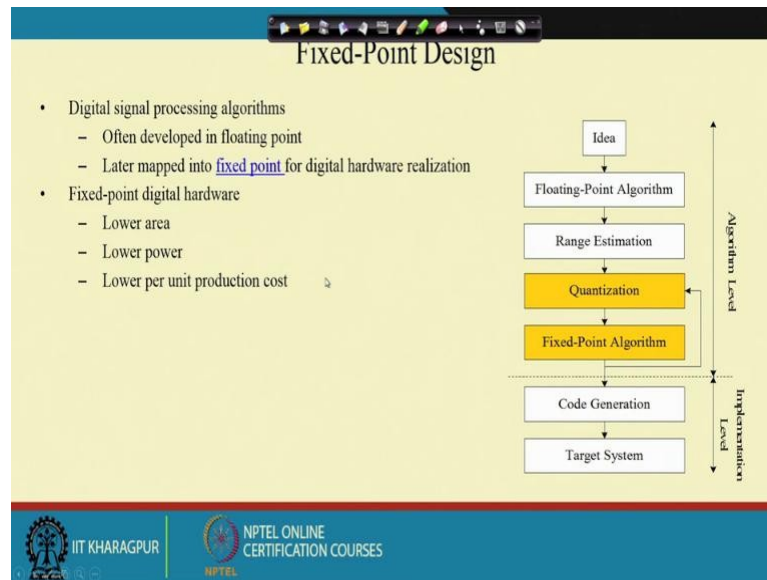 Fixed-Point Design
• Digital signal processing algorithms
– Often developed in floating point
– Later mapped into fixed point for digital hardware realization
• Fixed-point digital hardware
– Lower area
– Lower power
– Lower per unit production cost
Idea
Floating-Point Algorithm
Range Estimation
Quantization
Fixed-Point Algorithm
Code Generation
Target System
Algorithm Level
Implementation
Level
IIT KHARAGPUR
NPTEL ONLINE
CERTIFICATION COURSES
NPTEL